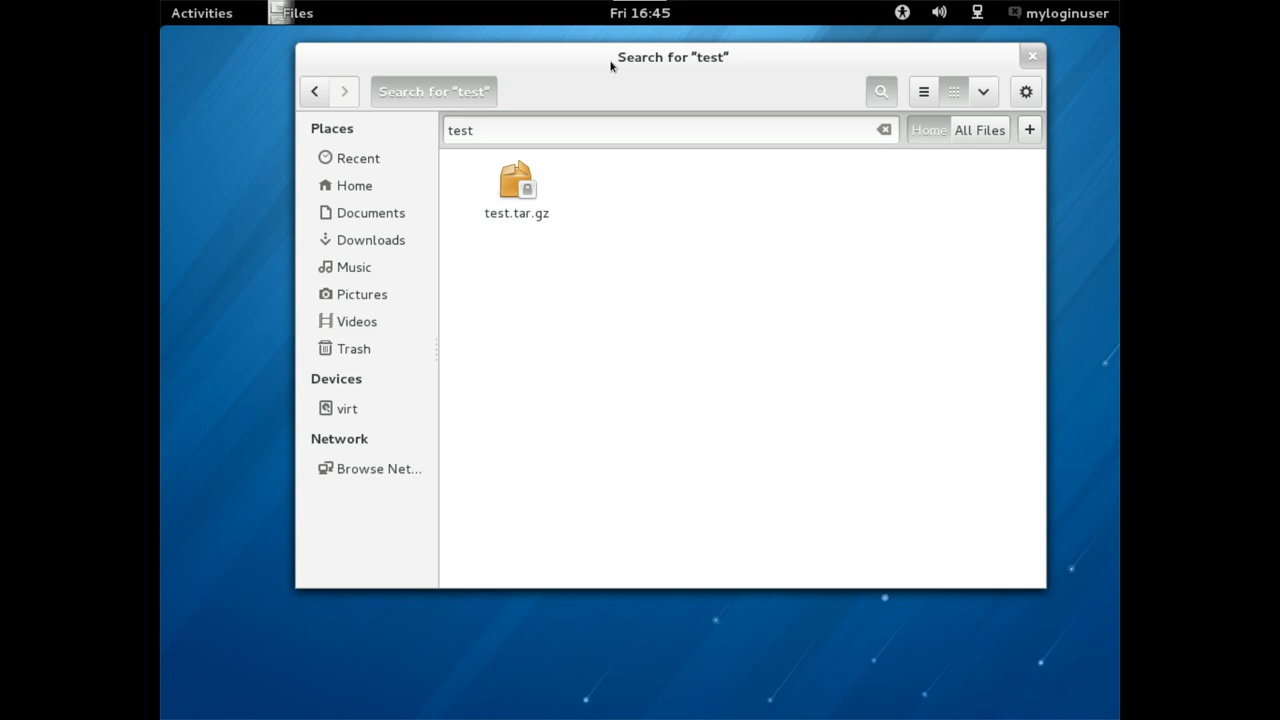 Activities Files Fri 16:45 myloginuser
Search for "test"
Search for "test"
test Home All Files +
Places
Recent
Home
Documents
Downloads
Music
Pictures
Videos
Trash
Devices
virt
Network
Browse Net...
test.tar.gz